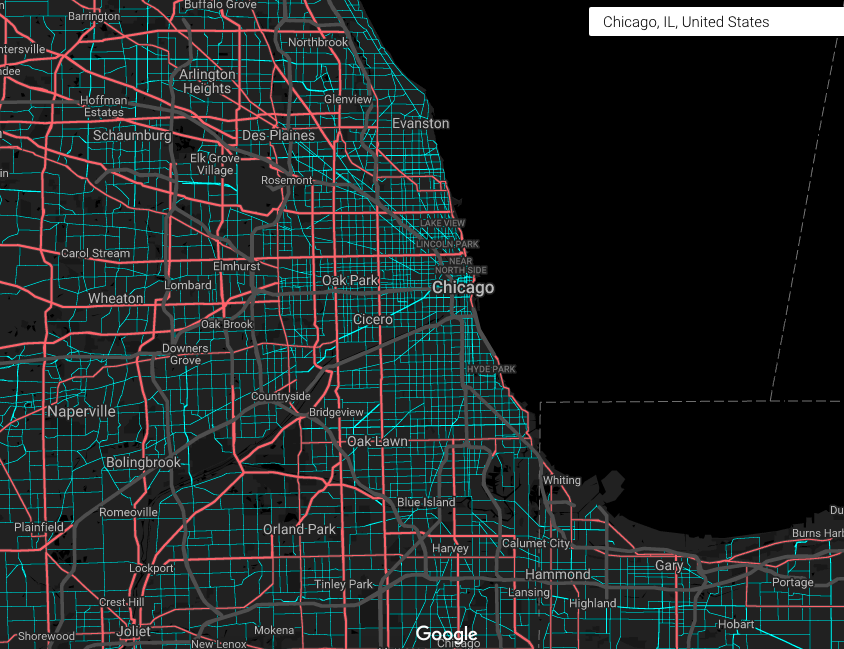 Buffalo Grove
Barrington
Chicago, IL, United States
Northbrook
Arlington
Heights
Glenview
Hoffman
Estates
Evanston
Schaumburg
Des Plaines
Elk Grove
Village
Rosemont
LAKE VIEW
LINCOLN PARK
Carol Stream
NEAR
NORTH SIDE
Elmhurst
Oak Park
Lombard
Chicago
Wheaton
Cicero
Oak Brook
Downers
Grove
HYDE PARK
Countryside
Naperville
Bridgeview
Oak Lawn
Bolingbrook
Whiting
Blue Island
Romeoville
Plainfield
Orland Park
Burns Har
Calumet City
Harvey
Gary
Lockport
Hammond
Tinley Park
Portage
Lansing
Crest Hill
Highland
Hobart
Mokena
Joliet
Shorewood
Google
New Lenox
Chicago